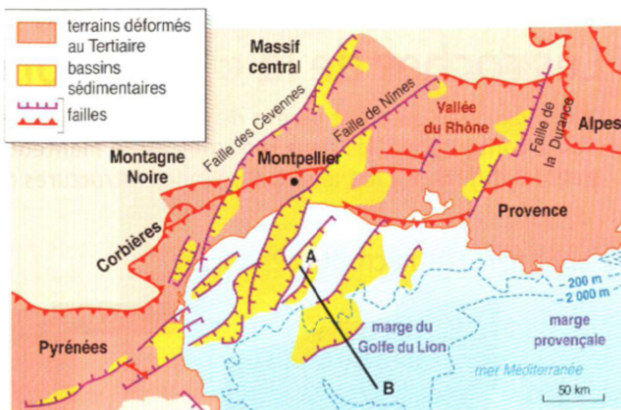 terrains déformés
au Tertiaire
bassins
sédimentaires
failles
Massif
central
Faille des Cévennes
Faille de Nîmes
Vallée
du Rhône
Faille de
la Durance
Alpes
Montagne
Noire
Montpellier
Corbières
Provence
A
-200 m
-2 000 m
marge du
Golfe du Lion
marge
provençale
Pyrénées
mer Méditerranée
B
50 km